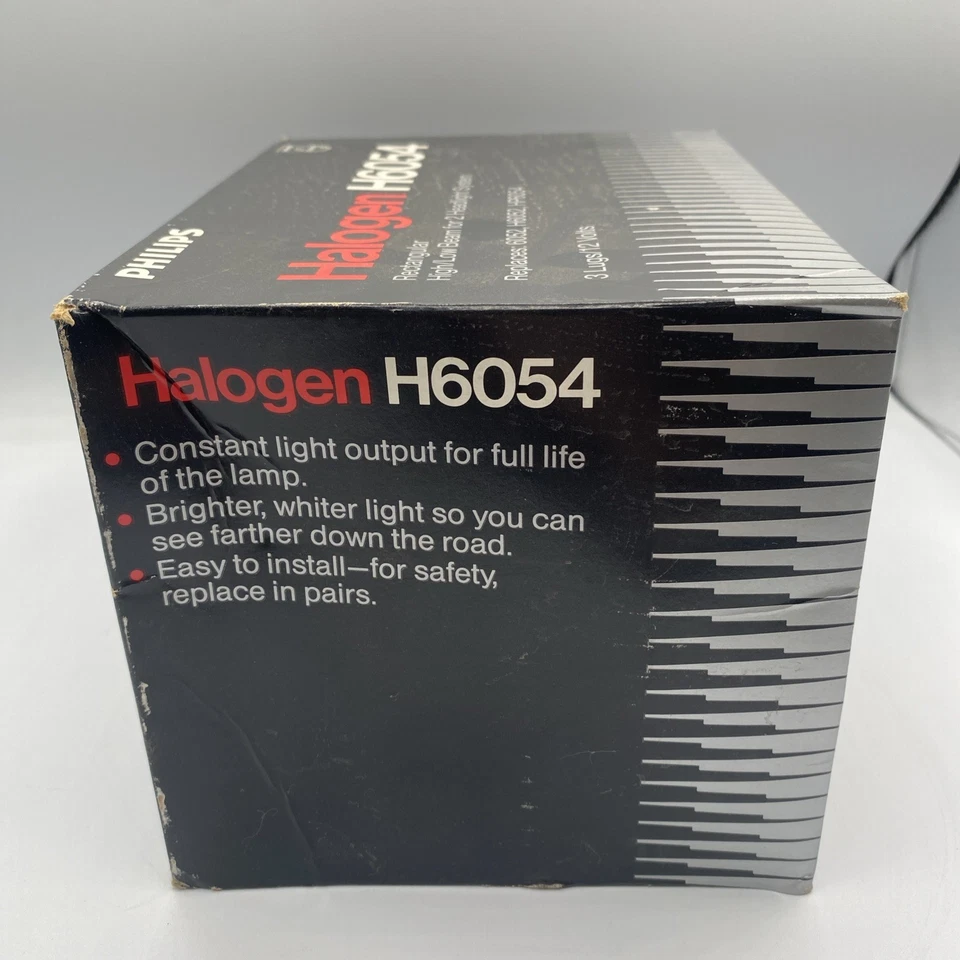 PHILIPS
Halogen H6054
Rectangular
High/Low Beam for 2 Headlight System
Replaces: 6052, H6052, HP6054
3 Lugs/12 Volts
Halogen H6054
• Constant light output for full life
of the lamp.
• Brighter, whiter light so you can
see farther down the road.
• Easy to install—for safety,
replace in pairs.